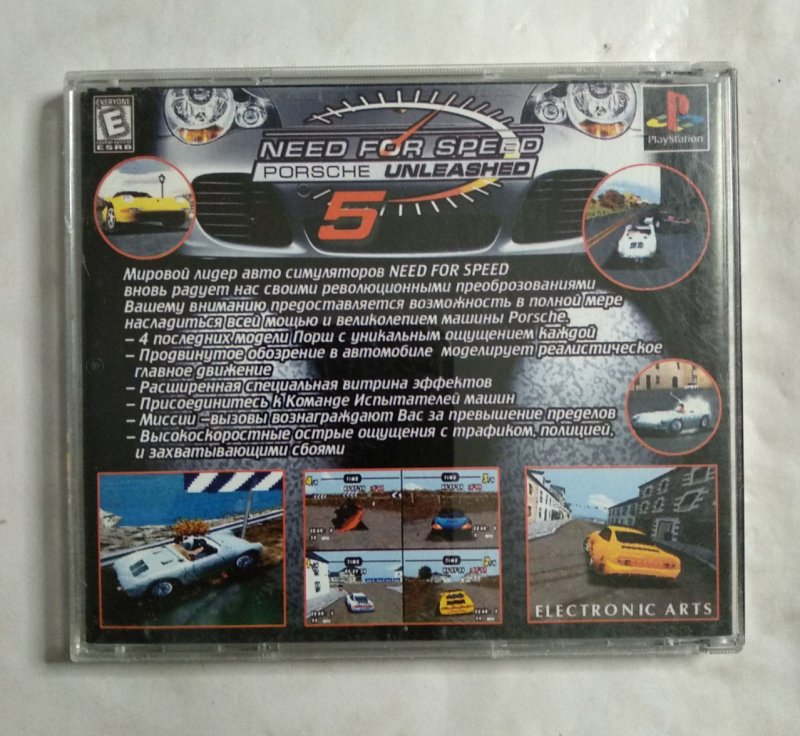 EVERYONE
E
ESRB
PlayStation
NEED FOR SPEED
PORSCHE UNLEASHED
5
Мировой лидер авто симуляторов NEED FOR SPEED
вновь радует нас своими революционными преоброзованиями
Вашему вниманию предоставляется возможность в полной мере
насладиться всей мощью и великолепием машины Porsche.
– 4 последних модели Порш с уникальным ощущением каждой
– Продвинутое обозрение в автомобиле моделирует реалистическое
главное движение
– Расширенная специальная витрина эффектов
– Присоединитесь к Команде Испытателей машин
– Миссии –вызовы вознаграждают Вас за превышение пределов
– Высокоскоростные острые ощущения с трафиком, полицией,
и захватывающими сбоями
TIME
TIME
TIME
TIME
ELECTRONIC ARTS